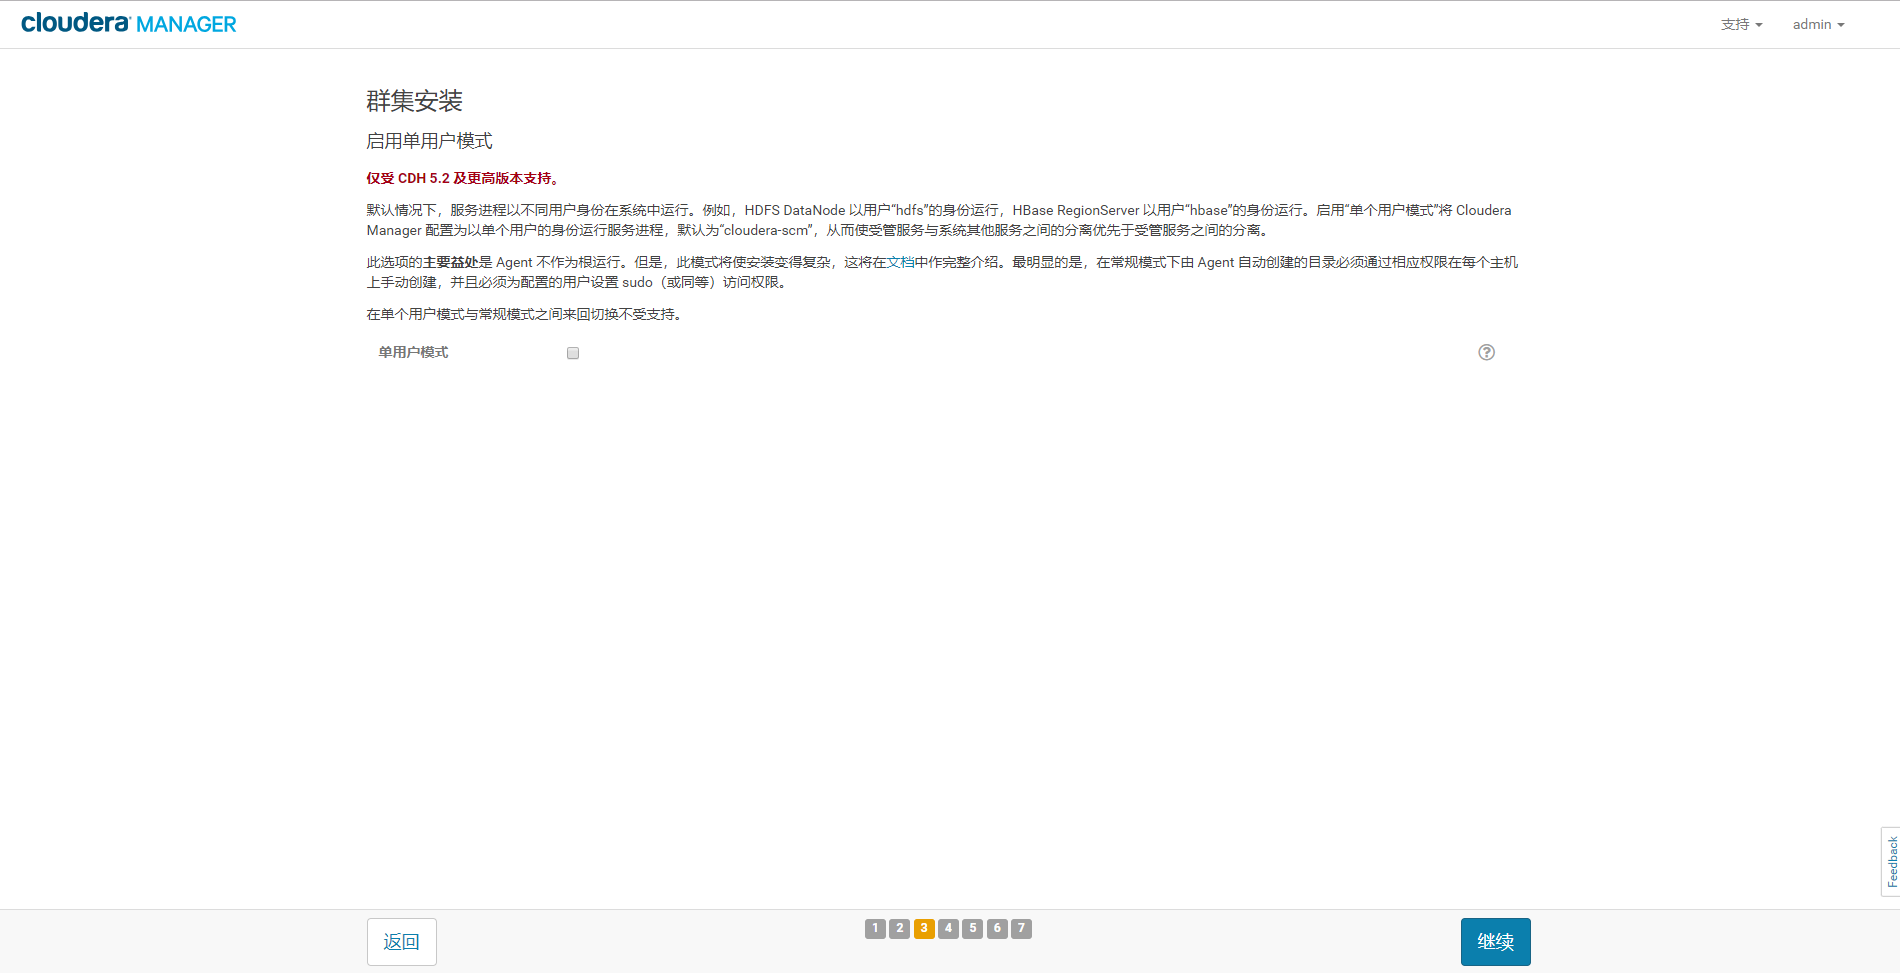 cloudera MANAGER
支持 admin
群集安装
启用单用户模式
仅受 CDH 5.2 及更高版本支持。
默认情况下，服务进程以不同用户身份在系统中运行。例如，HDFS DataNode 以用户“hdfs”的身份运行，HBase RegionServer 以用户“hbase”的身份运行。启用“单个用户模式”将 Cloudera
Manager 配置为以单个用户的身份运行服务进程，默认为“cloudera-scm”，从而使受管服务与系统其他服务之间的分离优先于受管服务之间的分离。
此选项的主要益处是 Agent 不作为根运行。但是，此模式将使安装变得复杂，这将在文档中作完整介绍。最明显的是，在常规模式下由 Agent 自动创建的目录必须通过相应权限在每个主机
上手动创建，并且必须为配置的用户设置 sudo（或同等）访问权限。
在单个用户模式与常规模式之间来回切换不受支持。
单用户模式 ?
Feedback
返回 1 2 3 4 5 6 7 继续